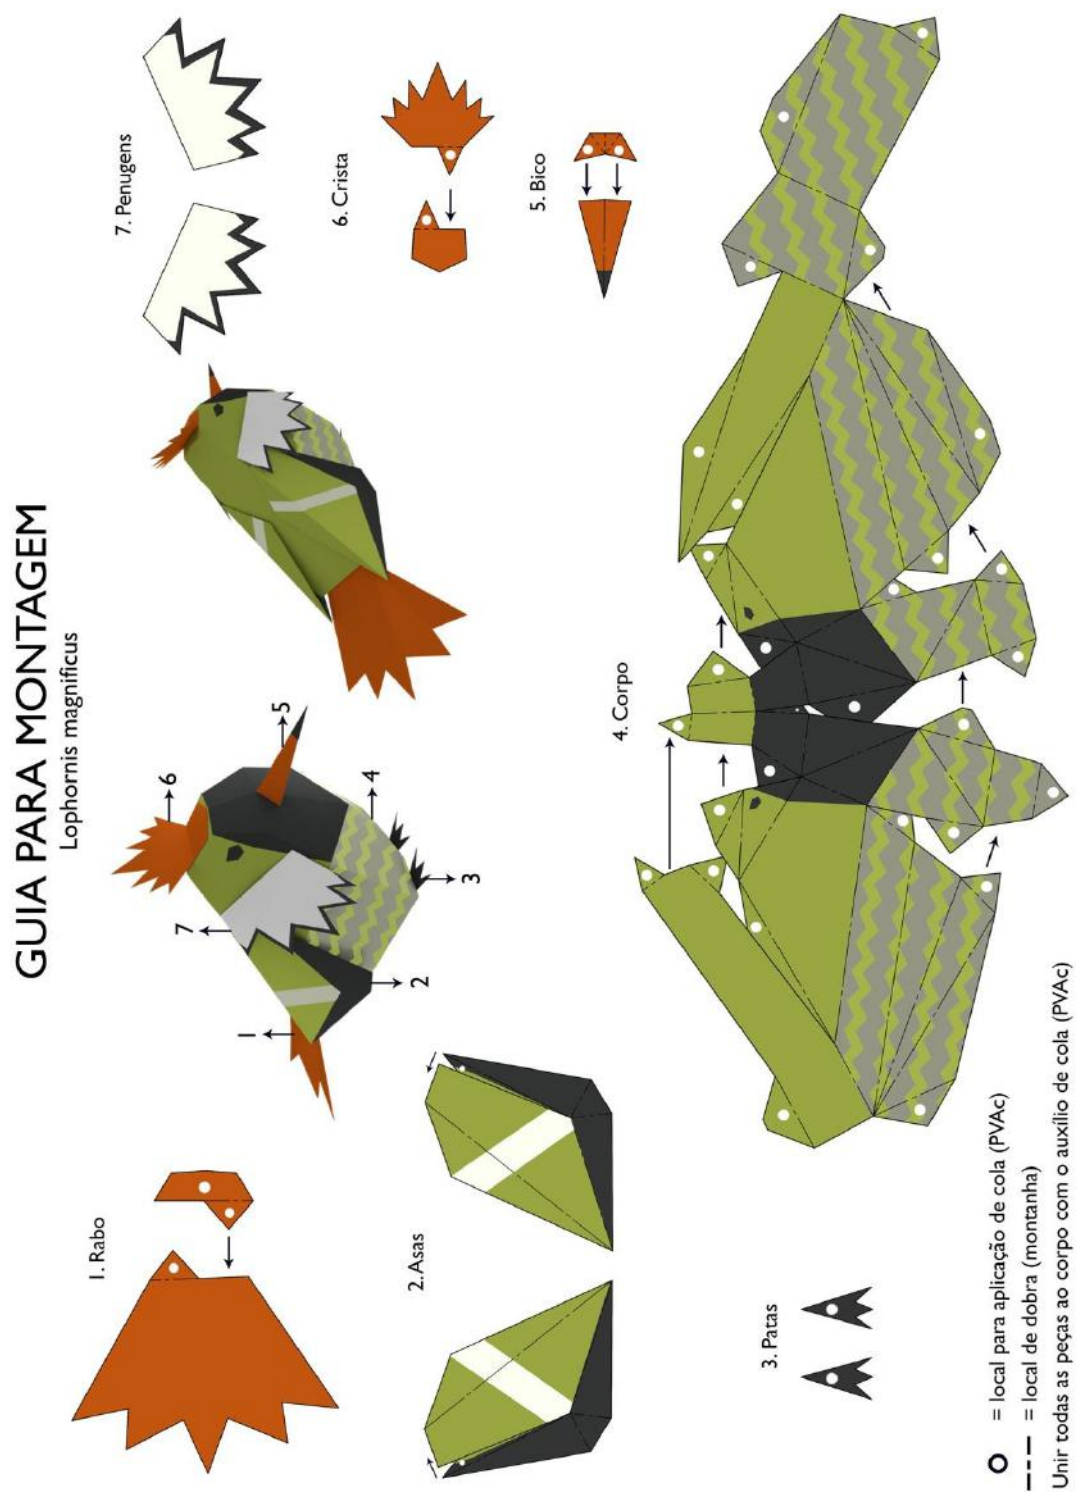 GUIA PARA MONTAGEM
Lophornis magnificus
1. Rabo
2. Asas
3. Patas
1
7
2
6
5
4
3
7. Penugens
6. Crista
5. Bico
4. Corpo
= local para aplicação de cola (PVAc)
= local de dobra (montanha)
Unir todas as peças ao corpo com o auxílio de cola (PVAc)